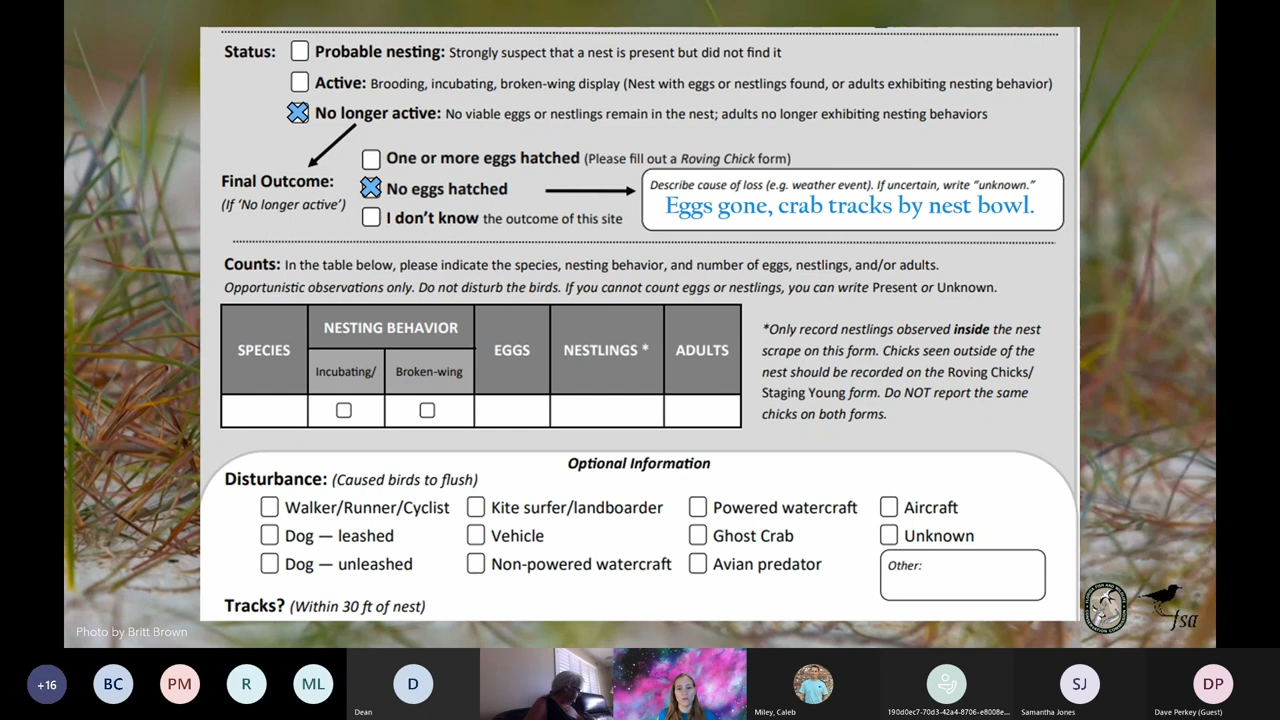 Status: Probable nesting: Strongly suspect that a nest is present but did not find it
Active: Brooding, incubating, broken-wing display (Nest with eggs or nestlings found, or adults exhibiting nesting behavior)
No longer active: No viable eggs or nestlings remain in the nest; adults no longer exhibiting nesting behaviors
One or more eggs hatched (Please fill out a Roving Chick form)
Final Outcome:
(If ‘No longer active’)
No eggs hatched
I don’t know the outcome of this site
Describe cause of loss (e.g. weather event). If uncertain, write “unknown.”
Eggs gone, crab tracks by nest bowl.
Counts: In the table below, please indicate the species, nesting behavior, and number of eggs, nestlings, and/or adults.
Opportunistic observations only. Do not disturb the birds. If you cannot count eggs or nestlings, you can write Present or Unknown.
SPECIES
NESTING BEHAVIOR
EGGS
NESTLINGS *
ADULTS
Incubating/
Broken-wing
*Only record nestlings observed inside the nest
scrape on this form. Chicks seen outside of the
nest should be recorded on the Roving Chicks/
Staging Young form. Do NOT report the same
chicks on both forms.
Optional Information
Disturbance: (Caused birds to flush)
Walker/Runner/Cyclist
Kite surfer/landboarder
Powered watercraft
Aircraft
Dog — leashed
Vehicle
Ghost Crab
Unknown
Dog — unleashed
Non-powered watercraft
Avian predator
Other:
Tracks? (Within 30 ft of nest)
Photo by Britt Brown
fsa
+16
BC
PM
R
ML
D
SJ
DP
Dean
Miley, Caleb
190d0ec7-70d3-42a4-8706-e8008e...
Samantha Jones
Dave Perkey (Guest)